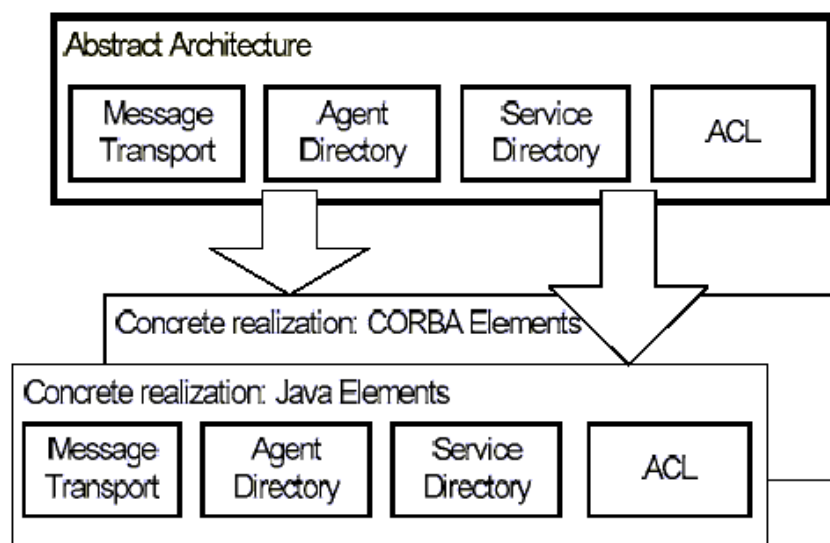 Abstract Architecture
Message
Transport
Agent
Directory
Service
Directory
ACL
Concrete realization: CORBA Elements
Concrete realization: Java Elements
Message
Transport
Agent
Directory
Service
Directory
ACL